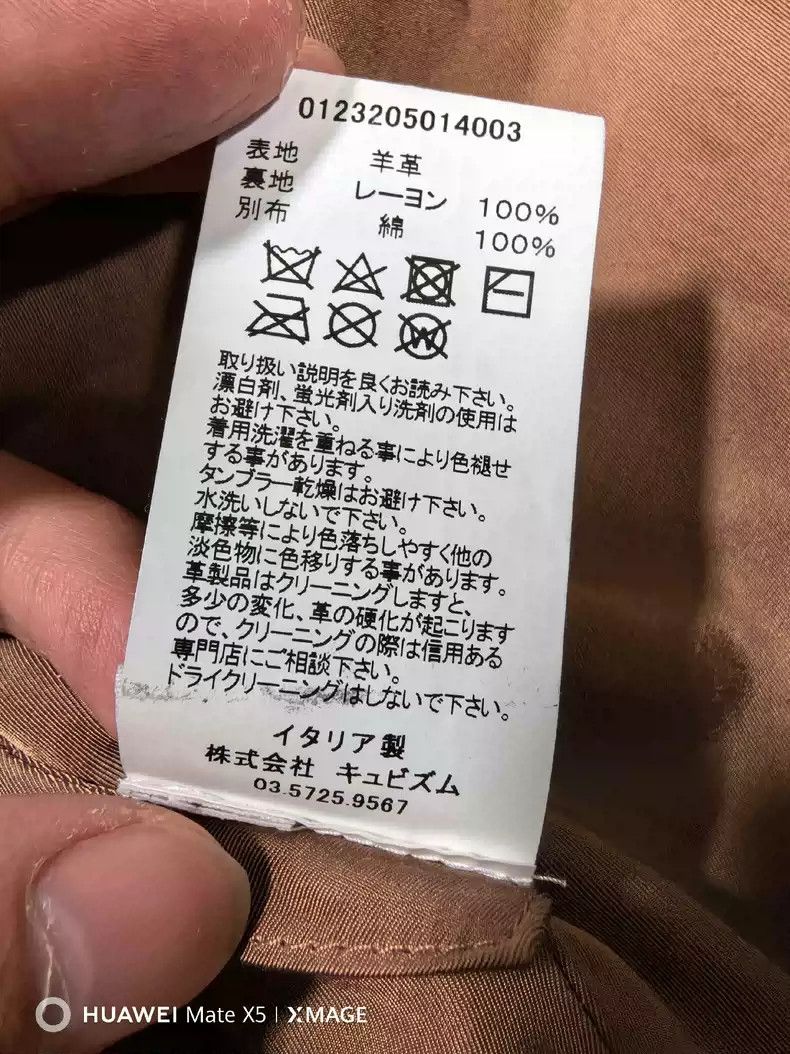 0123205014003
表地 羊革
裏地 レーヨン 100%
別布 綿 100%
W
取り扱い説明を良くお読み下さい。
漂白剤、蛍光剤入り洗剤の使用は
お避け下さい。
着用洗濯を重ねる事により色褪せ
する事があります。
タンブラー乾燥はお避け下さい。
水洗いしないで下さい。
摩擦等により色落ちしやすく他の
淡色物に色移りする事があります。
革製品はクリーニングしますと、
多少の変化、革の硬化が起こります
ので、クリーニングの際は信用ある
専門店にご相談下さい。
ドライクリーニングはしないで下さい。
イタリア製
株式会社 キュビズム
03.5725.9567
HUAWEI Mate X5 | XMAGE